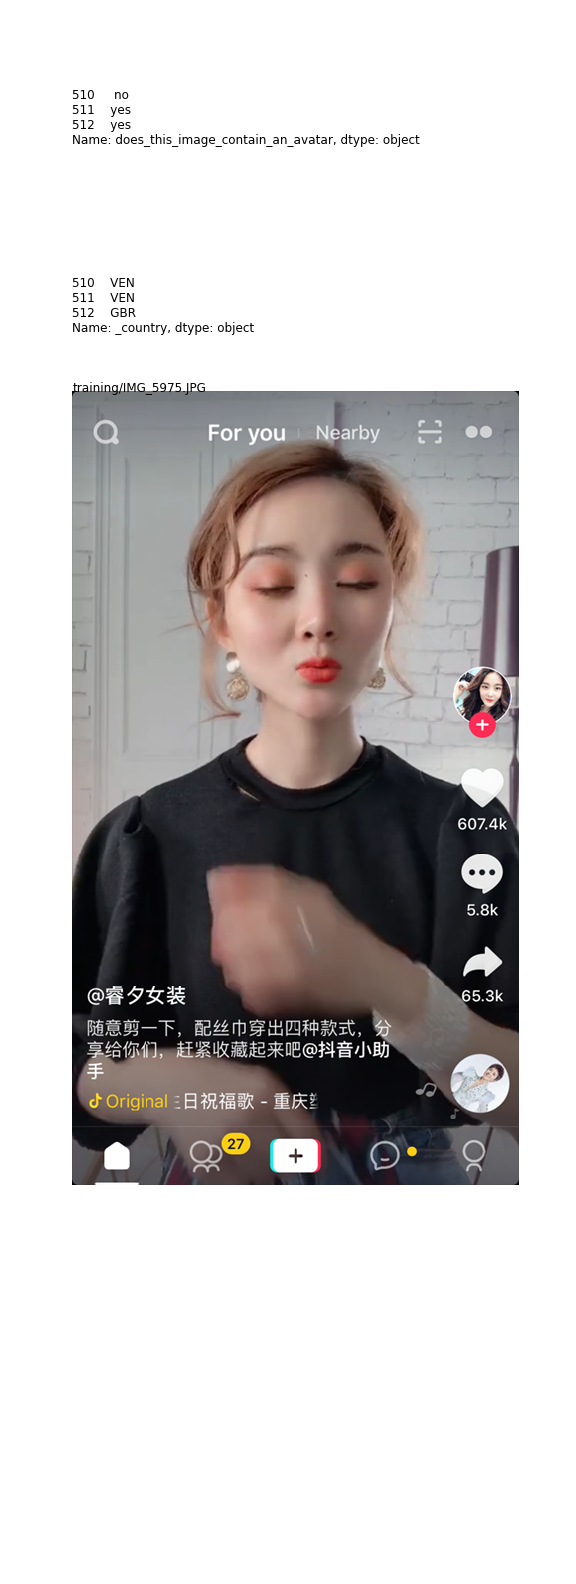 510 no
511 yes
512 yes
Name: does_this_image_contain_an_avatar, dtype: object
510 VEN
511 VEN
512 GBR
Name: _country, dtype: object
training/IMG_5975.JPG
For you Nearby
607.4k
5.8k
65.3k
@睿夕女装
随意剪一下，配丝巾穿出四种款式，分
享给你们，赶紧收藏起来吧@抖音小助
手
Original 日祝福歌 - 重庆
27